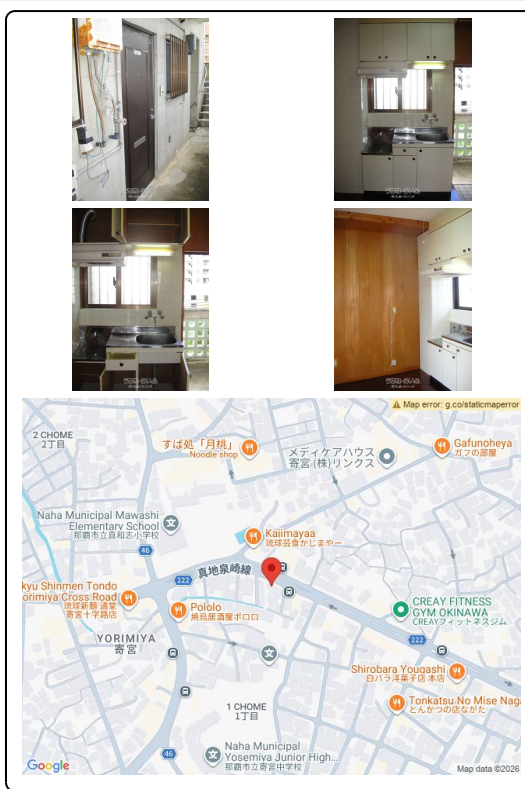 Map error: g.co/staticmaperror
2 CHOME
2丁目
すば処「月桃」
Noodle shop
メディケアハウス
寄宮 (株)リンクス
Gafunoheya
ガフの部屋
Naha Municipal Mawashi
Elementary School
那覇市立真和志小学校
46
Kajimayaa
琉球芸食かじまやー
真地泉崎線
222
kyu Shinmen Tondo
orimiya Cross Road
琉球新麺 通堂
寄宮十字路店
Pololo
焼鳥居酒屋ポロロ
CREAY FITNESS
GYM OKINAWA
CREAYフィットネスジム
222
YORIMIYA
寄宮
Shirobara Yougashi
白バラ洋菓子店 本店
1 CHOME
1丁目
Tonkatsu No Mise Naga
とんかつの店ながた
46
Naha Municipal
Yosemiya Junior High...
那覇市立寄宮中学校
Google
Map data ©2026